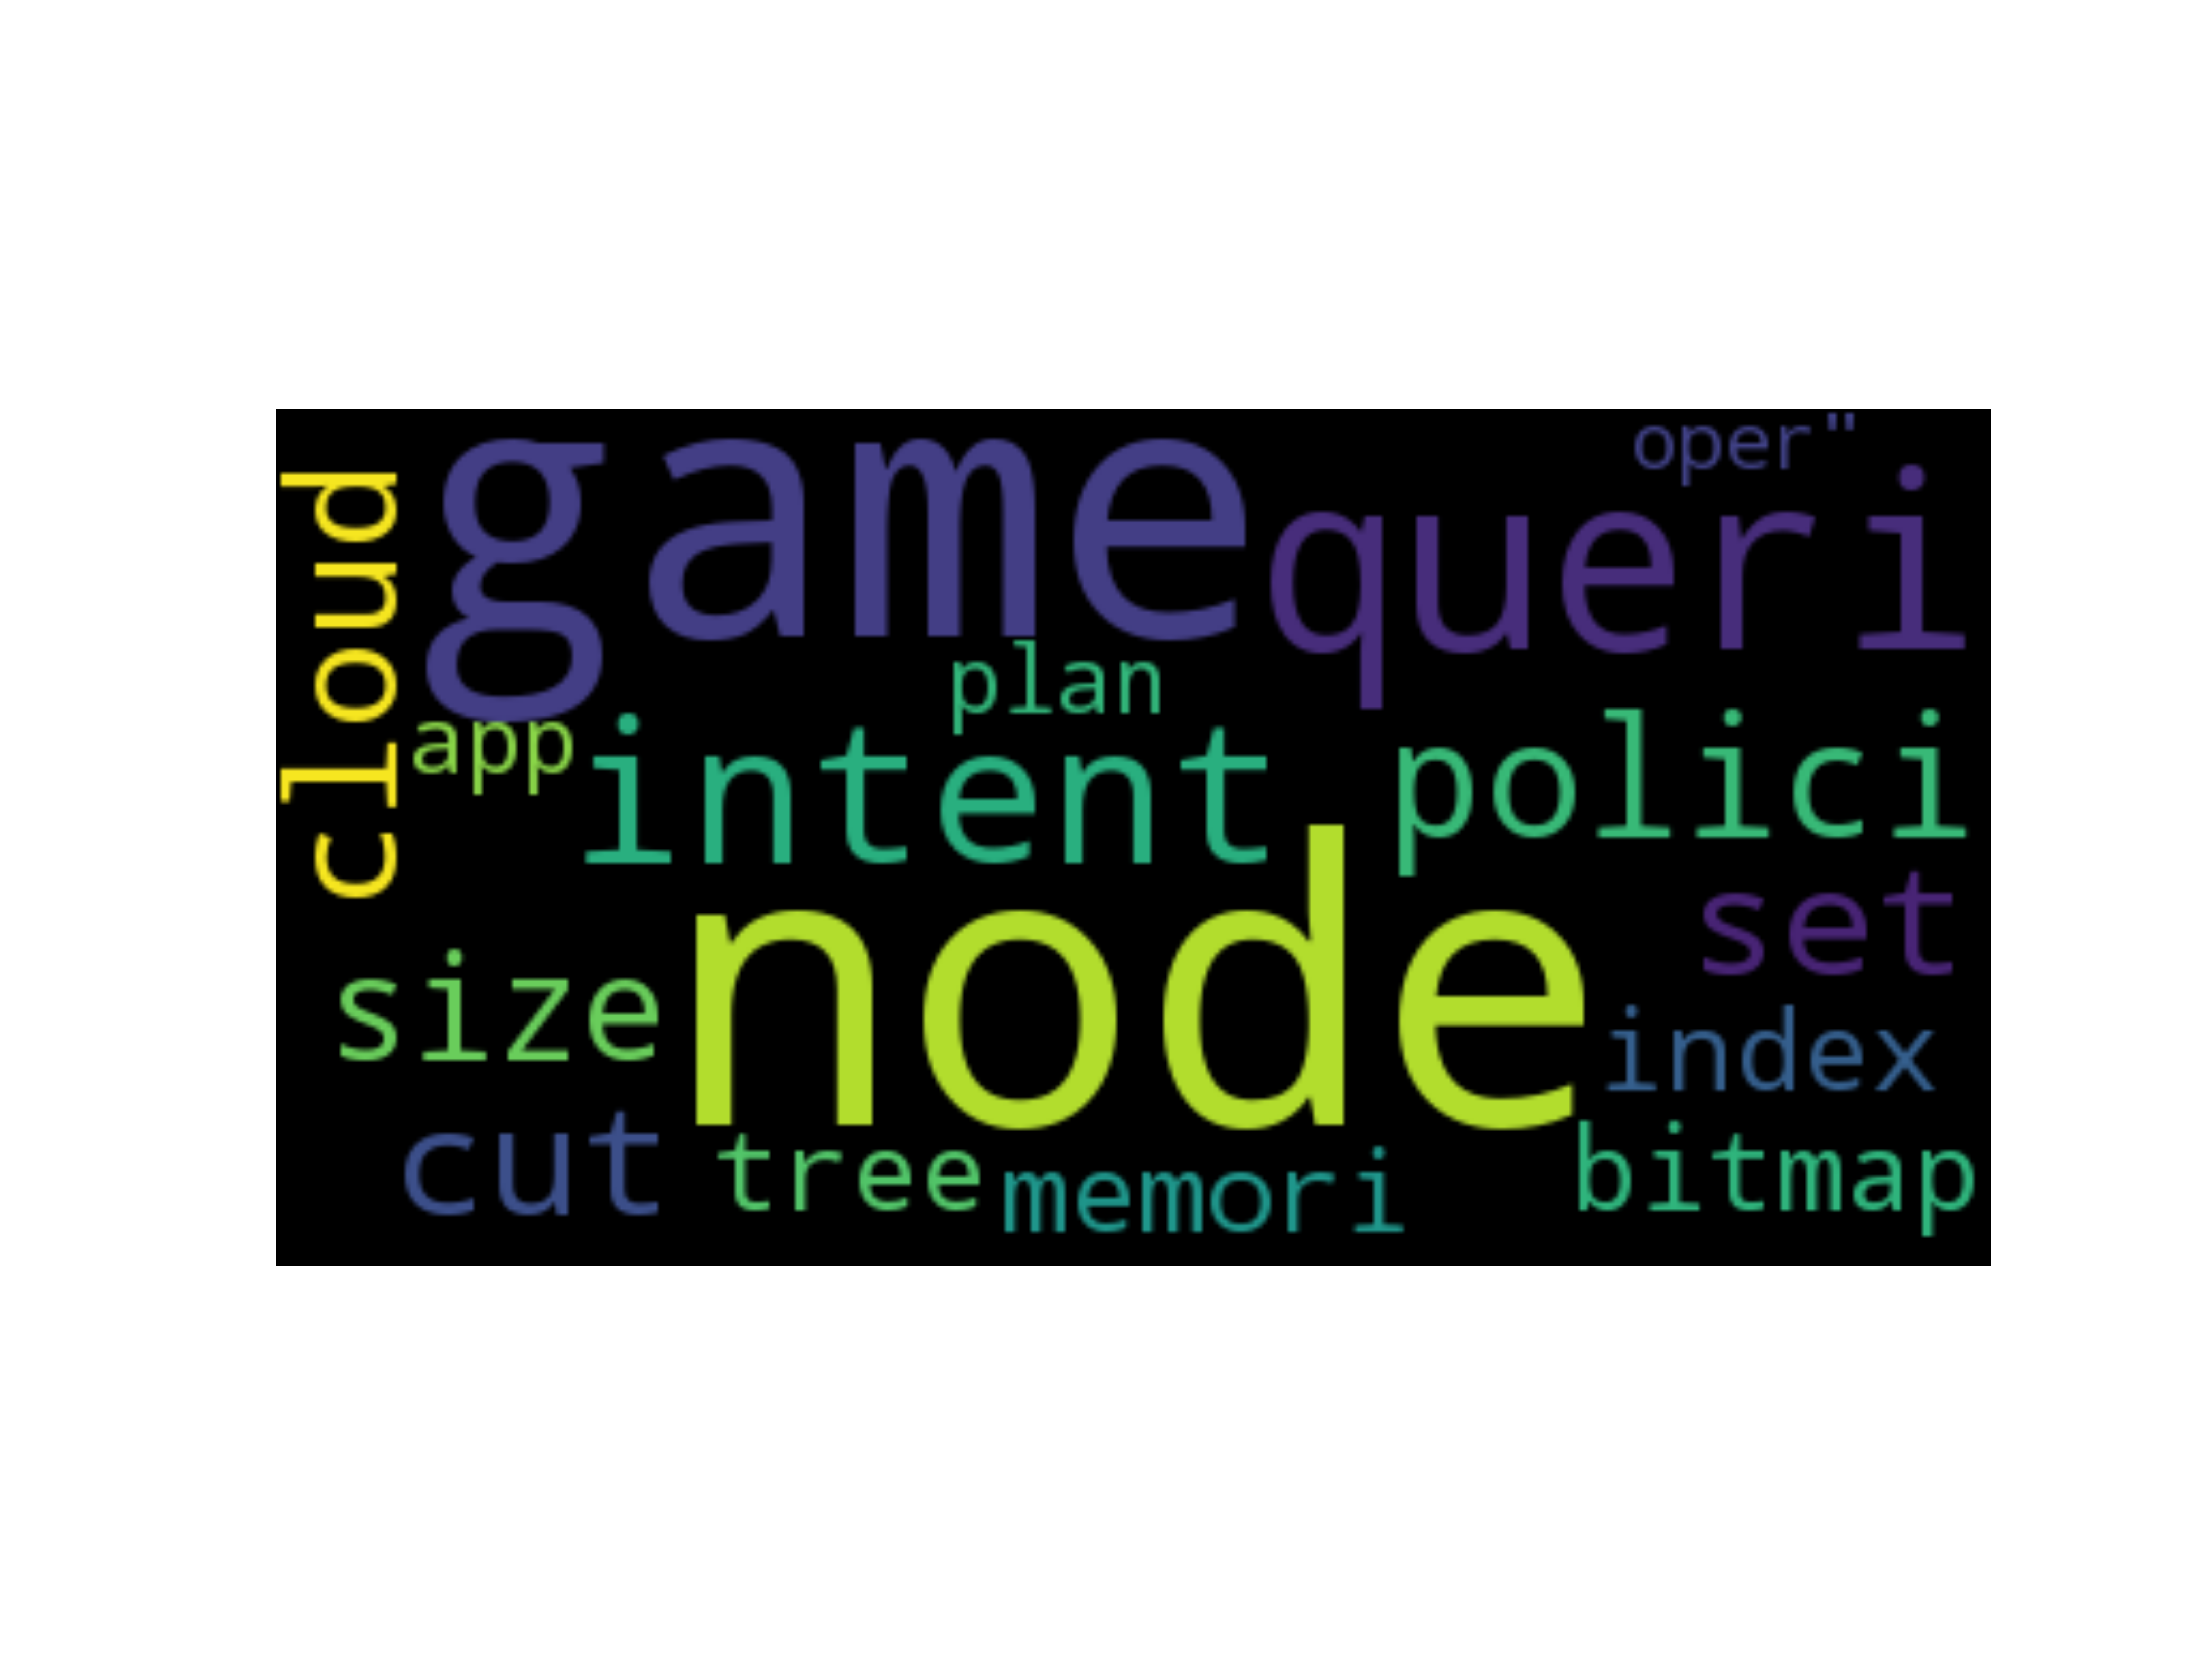 cloud
game
oper"
queri
plan
app
intent
polici
node
set
size
index
cut
tree
memori
bitmap